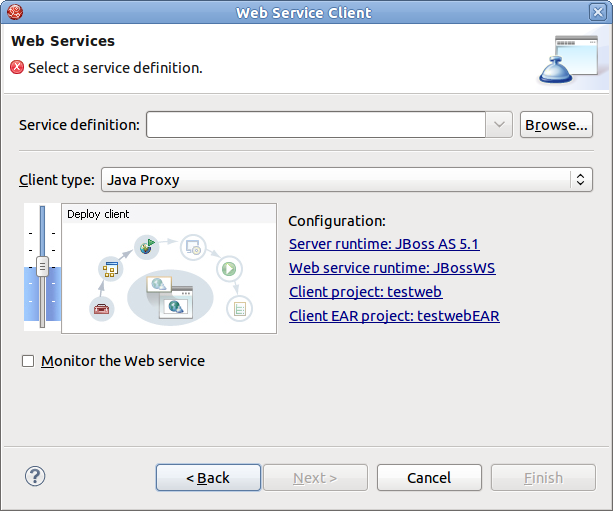 Web Service Client
Web Services
Select a service definition.
Service definition:
Browse...
Client type: Java Proxy
Deploy client
Configuration:
Server runtime: JBoss AS 5.1
Web service runtime: JBossWS
Client project: testweb
Client EAR project: testwebEAR
Monitor the Web service
< Back
Next >
Cancel
Finish